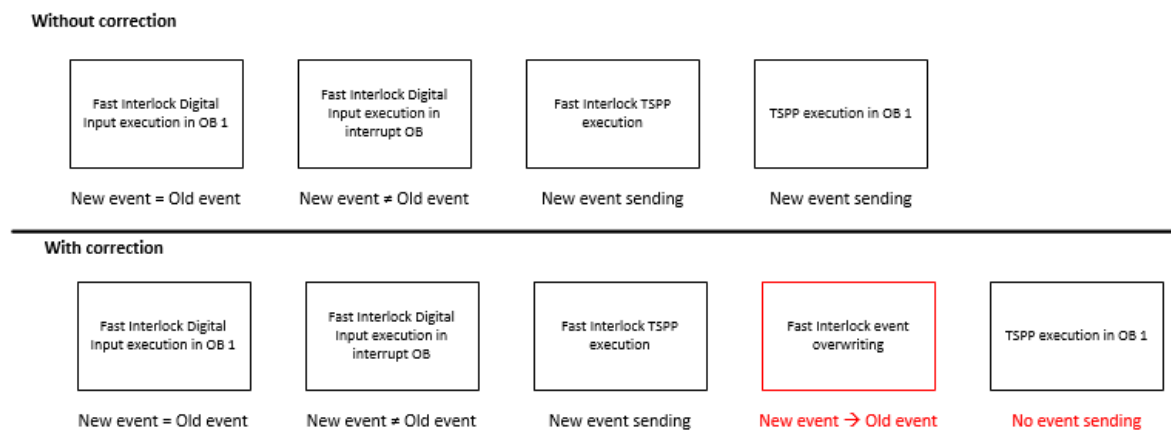 Without correction
Fast Interlock Digital
Input execution in OB 1
Fast Interlock Digital
Input execution in
interrupt OB
Fast Interlock TSPP
execution
TSPP execution in OB 1
New event = Old event
New event ≠ Old event
New event sending
New event sending
With correction
Fast Interlock Digital
Input execution in OB 1
Fast Interlock Digital
Input execution in
interrupt OB
Fast Interlock TSPP
execution
Fast Interlock event
overwriting
TSPP execution in OB 1
New event = Old event
New event ≠ Old event
New event sending
New event → Old event
No event sending